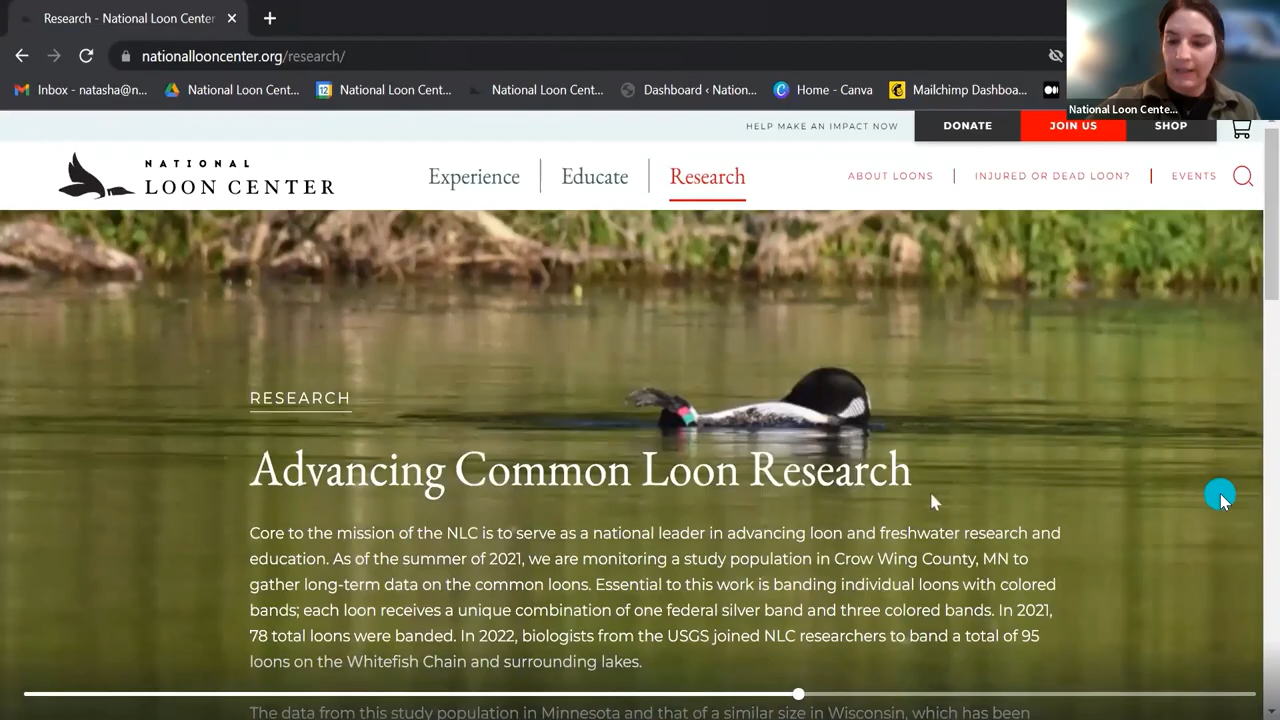 Research - National Loon Center
nationallooncenter.org/research/
Inbox - natasha@n...
National Loon Cent...
National Loon Cent...
National Loon Cent...
Dashboard ‹ Nation...
Home - Canva
Mailchimp Dashboa...
National Loon Cente...
HELP MAKE AN IMPACT NOW
DONATE
JOIN US
SHOP
NATIONAL
LOON CENTER
Experience
Educate
Research
ABOUT LOONS
INJURED OR DEAD LOON?
EVENTS
RESEARCH
Advancing Common Loon Research
Core to the mission of the NLC is to serve as a national leader in advancing loon and freshwater research and
education. As of the summer of 2021, we are monitoring a study population in Crow Wing County, MN to
gather long-term data on the common loons. Essential to this work is banding individual loons with colored
bands; each loon receives a unique combination of one federal silver band and three colored bands. In 2021,
78 total loons were banded. In 2022, biologists from the USGS joined NLC researchers to band a total of 95
loons on the Whitefish Chain and surrounding lakes.
The data from this study population in Minnesota and that of a similar size in Wisconsin, which has been